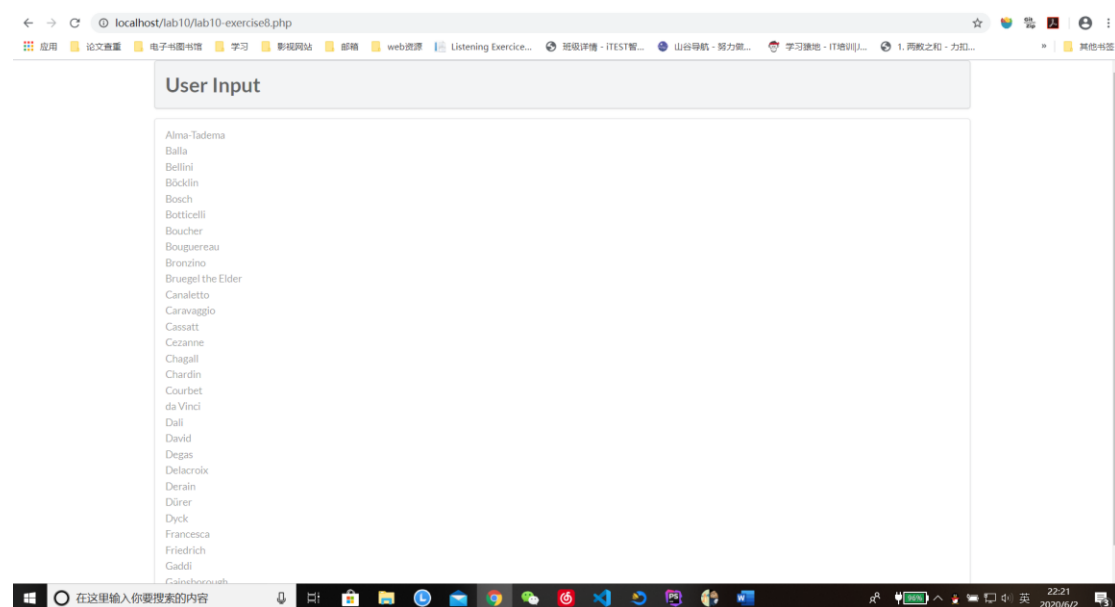 localhost/lab10/lab10-exercise8.php
应用 论文查重 电子书图书馆 学习 影视网站 邮箱 web资源 Listening Exercice... 班级详情 - iTEST智... 山谷导航 - 努力做... 学习猿地 - IT培训|J... 1. 两数之和 - 力扣... » 其他书签
User Input
Alma-Tadema
Balla
Bellini
Böcklin
Bosch
Botticelli
Boucher
Bouguereau
Bronzino
Bruegel the Elder
Canaletto
Caravaggio
Cassatt
Cezanne
Chagall
Chardin
Courbet
da Vinci
Dali
David
Degas
Delacroix
Derain
Dürer
Dyck
Francesca
Friedrich
Gaddi
Gainsborough
在这里输入你要搜索的内容 98% 英 22:21
2020/6/2